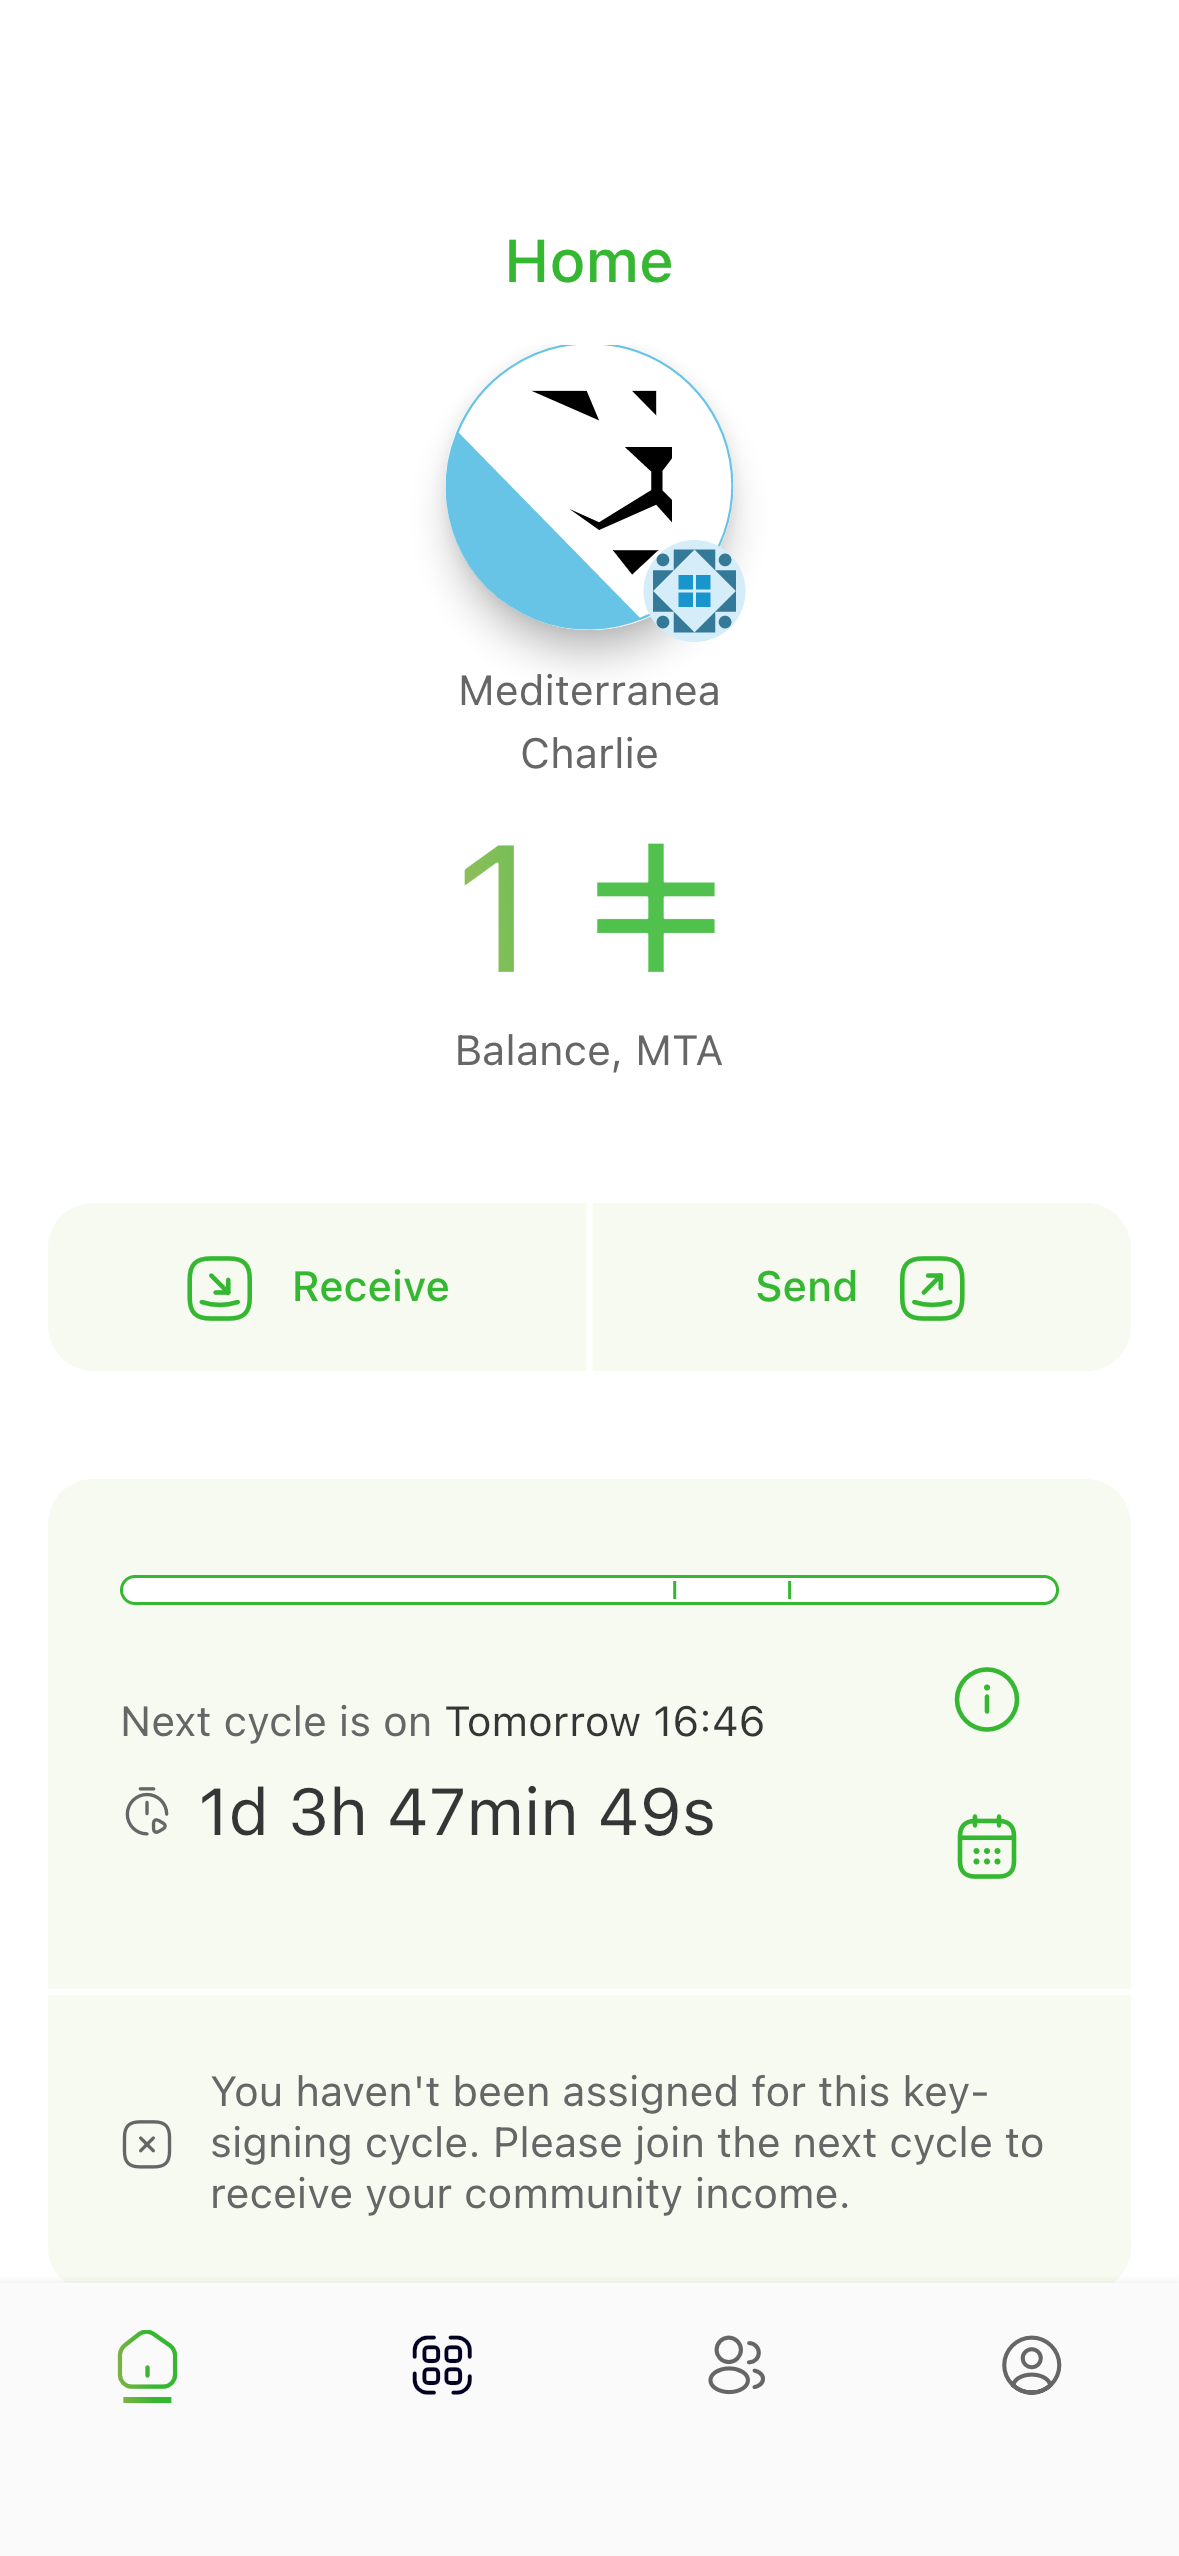 Home
Mediterranea
Charlie
1 ⵐ
Balance, MTA
Receive
Send
Next cycle is on Tomorrow 16:46
1d 3h 47min 49s
You haven't been assigned for this key-
signing cycle. Please join the next cycle to
receive your community income.